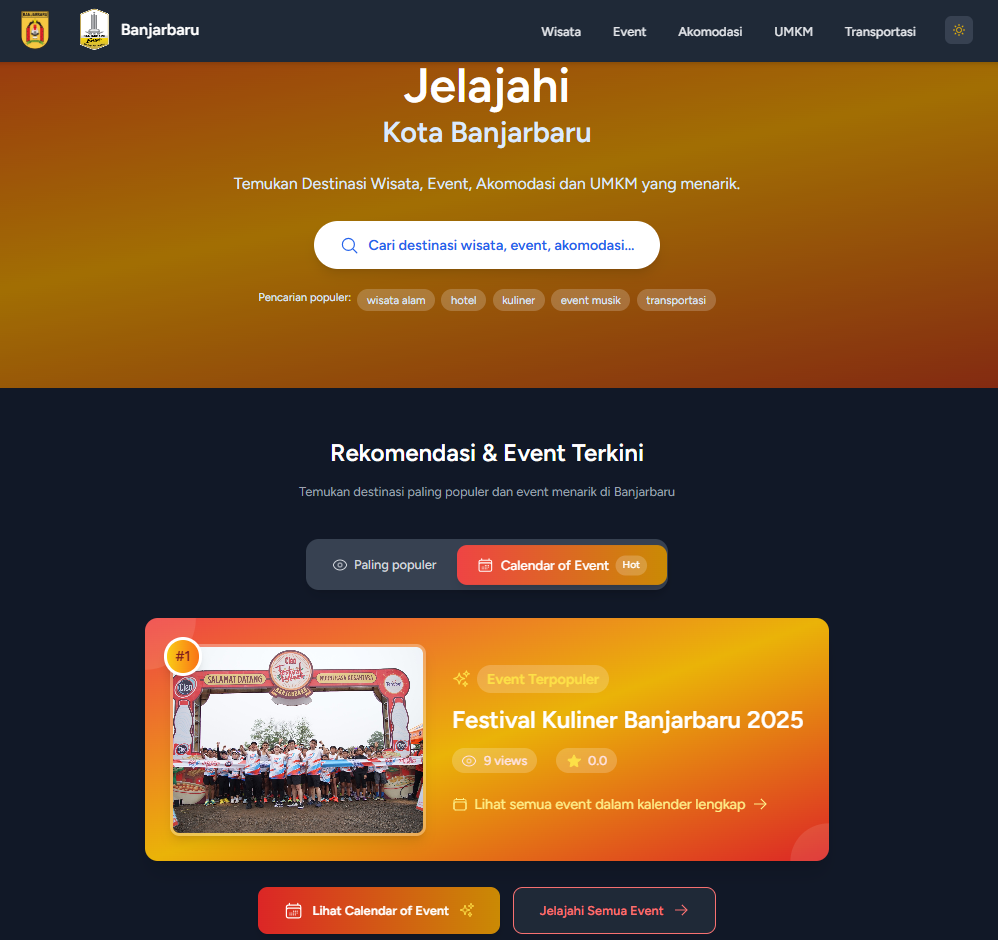 BANJARBARU
Banjarbaru
Wisata
Event
Akomodasi
UMKM
Transportasi
Jelajahi
Kota Banjarbaru
Temukan Destinasi Wisata, Event, Akomodasi dan UMKM yang menarik.
Cari destinasi wisata, event, akomodasi...
Pencarian populer:
wisata alam
hotel
kuliner
event musik
transportasi
Rekomendasi & Event Terkini
Temukan destinasi paling populer dan event menarik di Banjarbaru
Paling populer
Calendar of Event
Hot
#1
SALAMAT DATANG
BANJARBARU
Event Terpopuler
Festival Kuliner Banjarbaru 2025
9 views
0.0
Lihat semua event dalam kalender lengkap
Lihat Calendar of Event
Jelajahi Semua Event